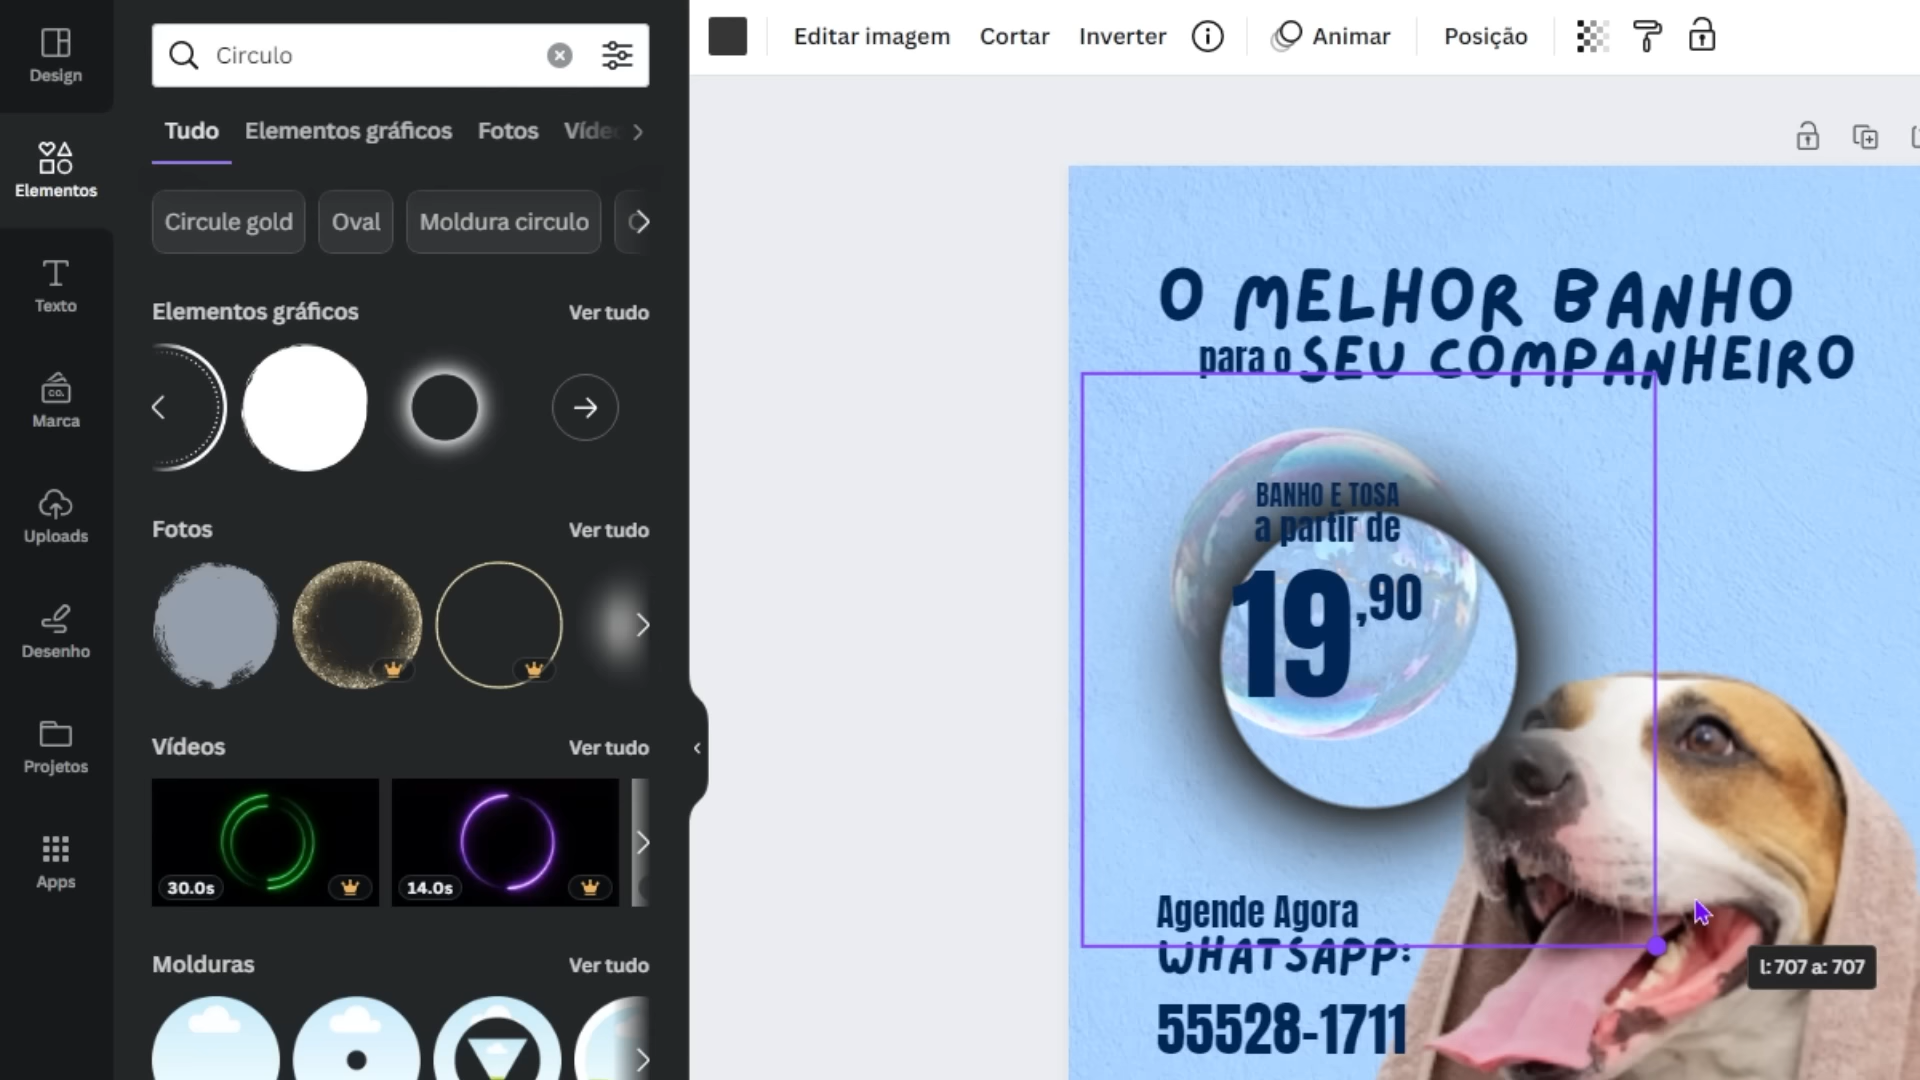 Design
Elementos
Texto
CO.
Marca
Uploads
Desenho
Projetos
Apps
Circulo
Tudo
Elementos gráficos
Fotos
Circule gold
Oval
Moldura circulo
Elementos gráficos
Ver tudo
Fotos
Ver tudo
Vídeos
Ver tudo
30.0s
14.0s
Molduras
Ver tudo
Editar imagem
Cortar
Inverter
Animar
Posição
O MELHOR BANHO
para o SEU COMPANHEIRO
BANHO E TOSA
a partir de
19,90
Agende Agora
WHATSAPP:
55528-1711
l: 707 a: 707